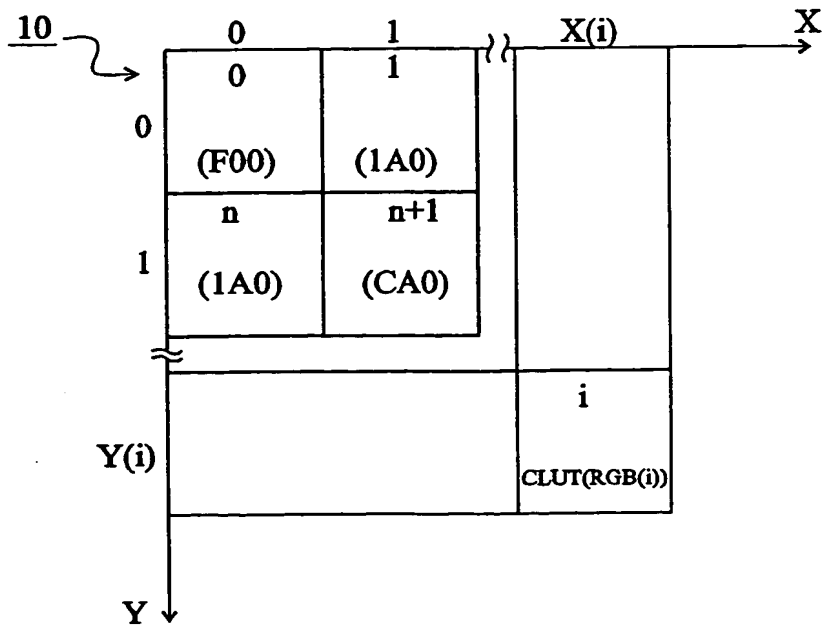 10
0 1 X(i) X
0 1
0
(F00) (1A0)
n n+1
1
(1A0) (CA0)
i
Y(i)
CLUT(RGB(i))
Y